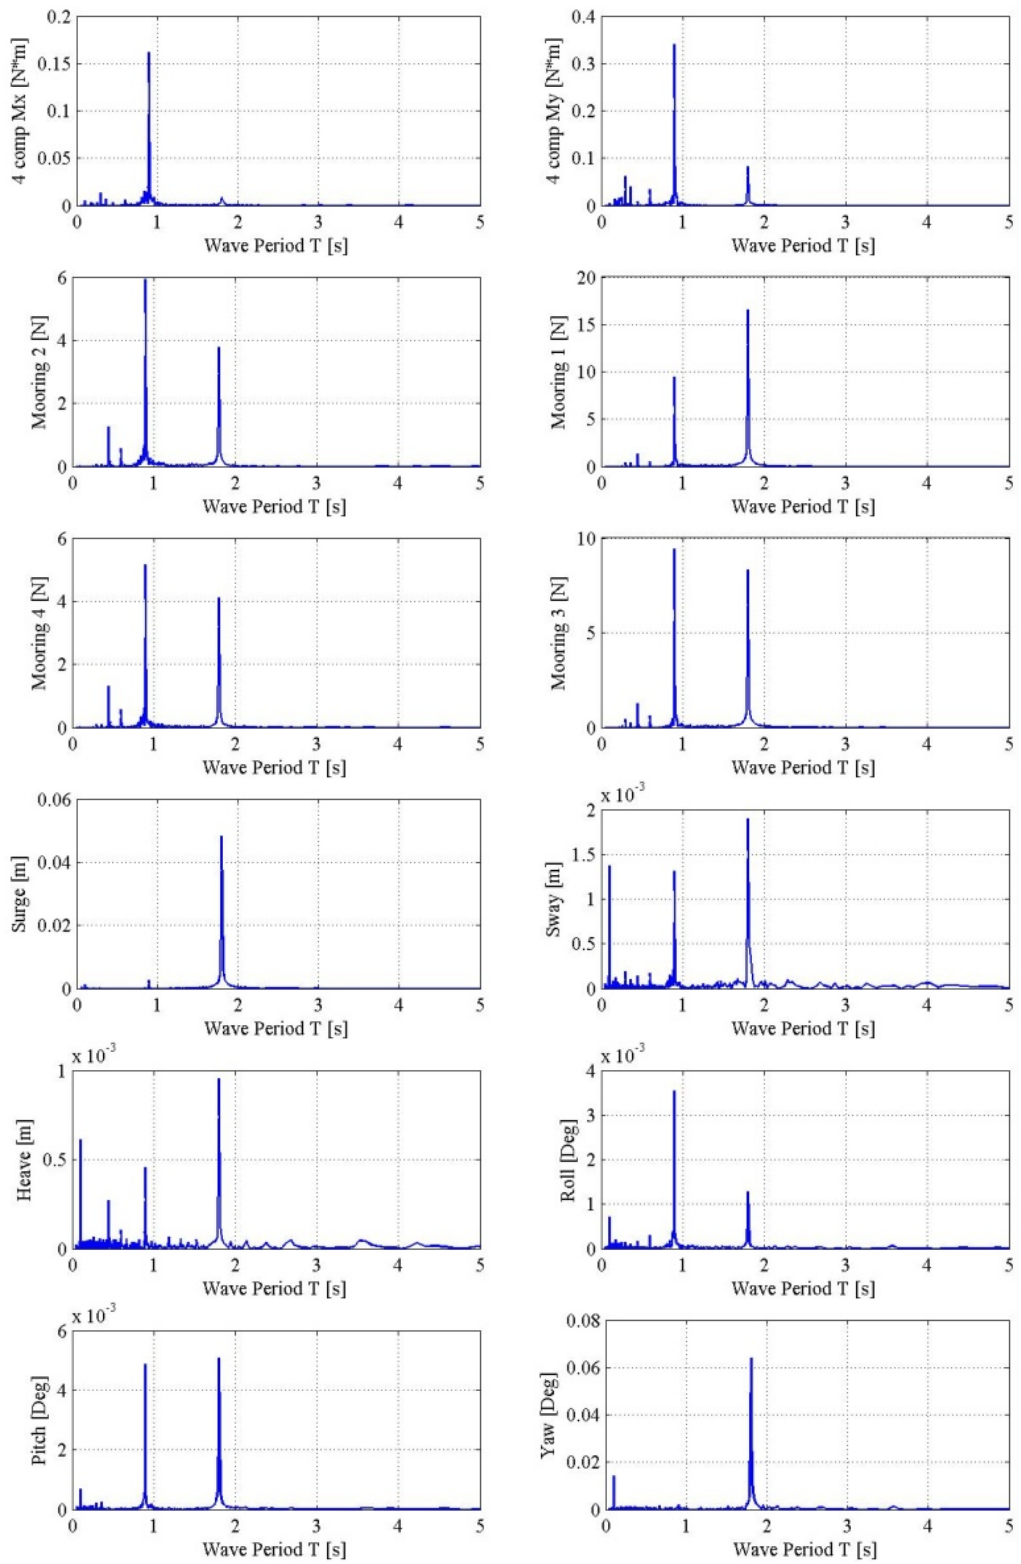 0.2
0.15
0.1
0.05
0
4 comp Mx [N*m]
0 1 2 3 4 5
Wave Period T [s]
0.4
0.3
0.2
0.1
0
4 comp My [N*m]
0 1 2 3 4 5
Wave Period T [s]
6
4
2
0
Mooring 2 [N]
0 1 2 3 4 5
Wave Period T [s]
20
15
10
5
0
Mooring 1 [N]
0 1 2 3 4 5
Wave Period T [s]
6
4
2
0
Mooring 4 [N]
0 1 2 3 4 5
Wave Period T [s]
10
5
0
Mooring 3 [N]
0 1 2 3 4 5
Wave Period T [s]
0.06
0.04
0.02
0
Surge [m]
0 1 2 3 4 5
Wave Period T [s]
x 10^-3
2
1.5
1
0.5
0
Sway [m]
0 1 2 3 4 5
Wave Period T [s]
x 10^-3
1
0.5
0
Heave [m]
0 1 2 3 4 5
Wave Period T [s]
x 10^-3
4
3
2
1
0
Roll [Deg]
0 1 2 3 4 5
Wave Period T [s]
x 10^-3
6
4
2
0
Pitch [Deg]
0 1 2 3 4 5
Wave Period T [s]
0.08
0.06
0.04
0.02
0
Yaw [Deg]
0 1 2 3 4 5
Wave Period T [s]